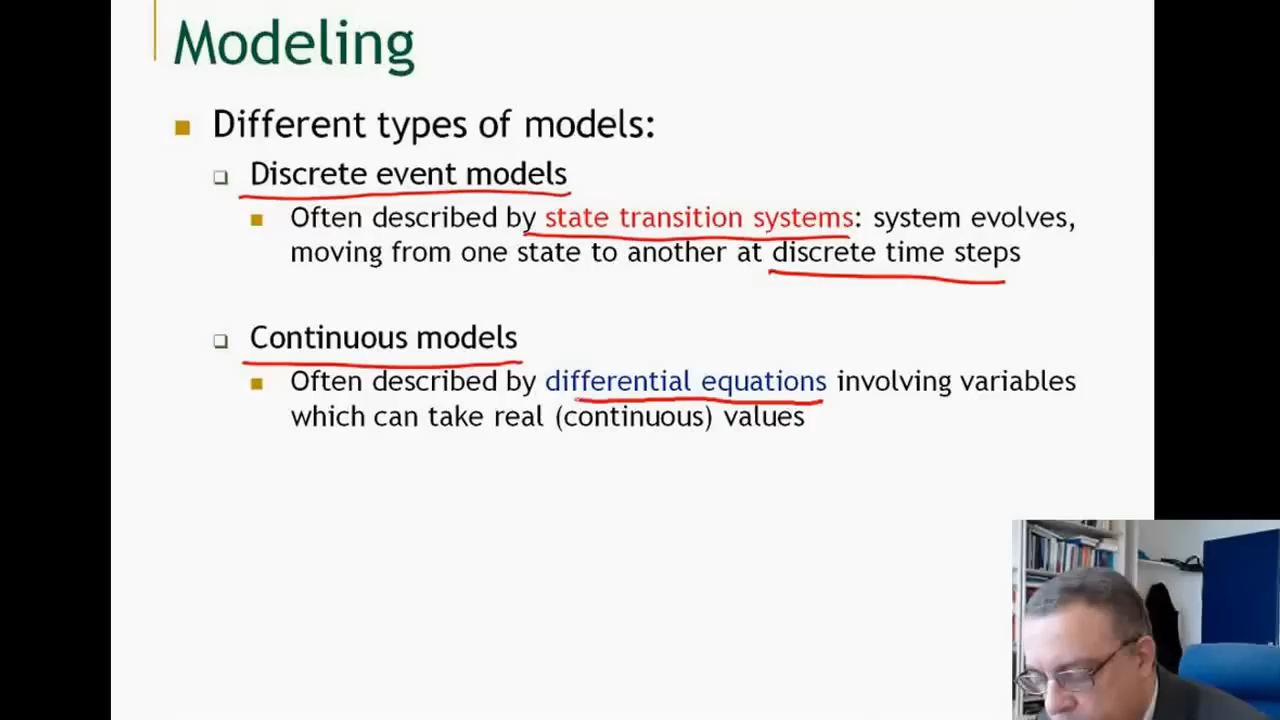 Modeling
Different types of models:
Discrete event models
Often described by state transition systems: system evolves,
moving from one state to another at discrete time steps
Continuous models
Often described by differential equations involving variables
which can take real (continuous) values